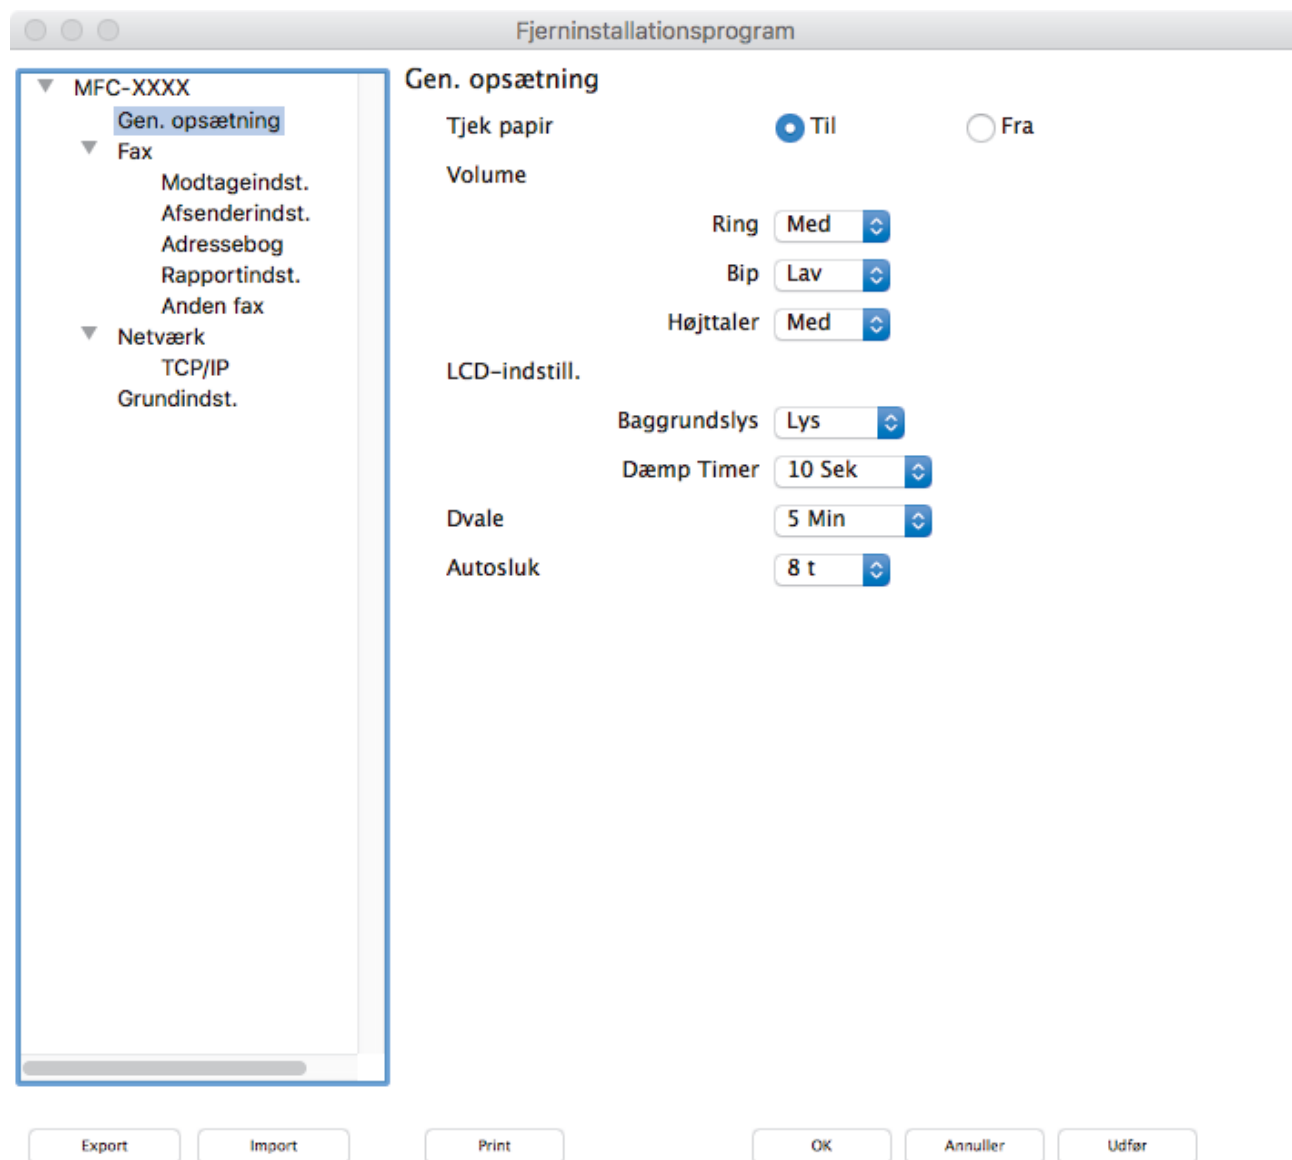 Fjerninstallationsprogram
MFC-XXXX
Gen. opsætning
Fax
Modtageindst.
Afsenderindst.
Adressebog
Rapportindst.
Anden fax
Netværk
TCP/IP
Grundindst.
Gen. opsætning
Tjek papir Til Fra
Volume
Ring Med
Bip Lav
Højttaler Med
LCD-indstill.
Baggrundslys Lys
Dæmp Timer 10 Sek
Dvale 5 Min
Autosluk 8 t
Export Import Print OK Annuller Udfør